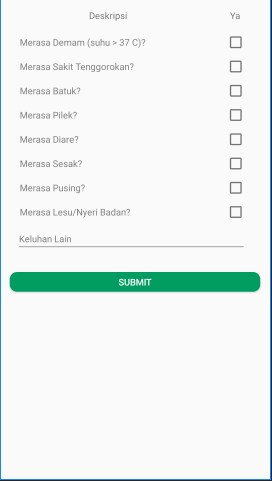 Deskripsi Ya
Merasa Demam (suhu > 37 C)?
Merasa Sakit Tenggorokan?
Merasa Batuk?
Merasa Pilek?
Merasa Diare?
Merasa Sesak?
Merasa Pusing?
Merasa Lesu/Nyeri Badan?
Keluhan Lain
SUBMIT